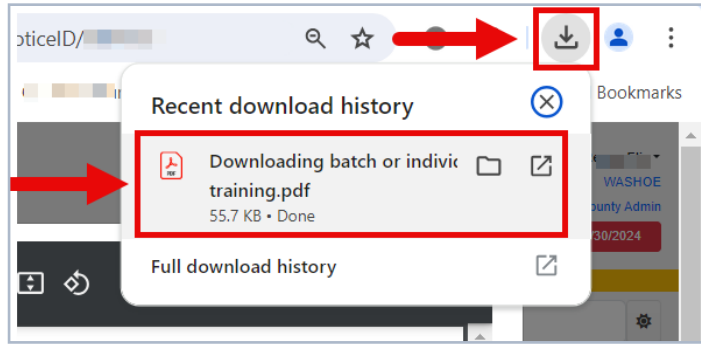 oticeID/
Bookmarks
Recent download history
Downloading batch or indivi
training.pdf
55.7 KB • Done
Full download history
PDF
WASHOE
ounty Admin
/30/2024